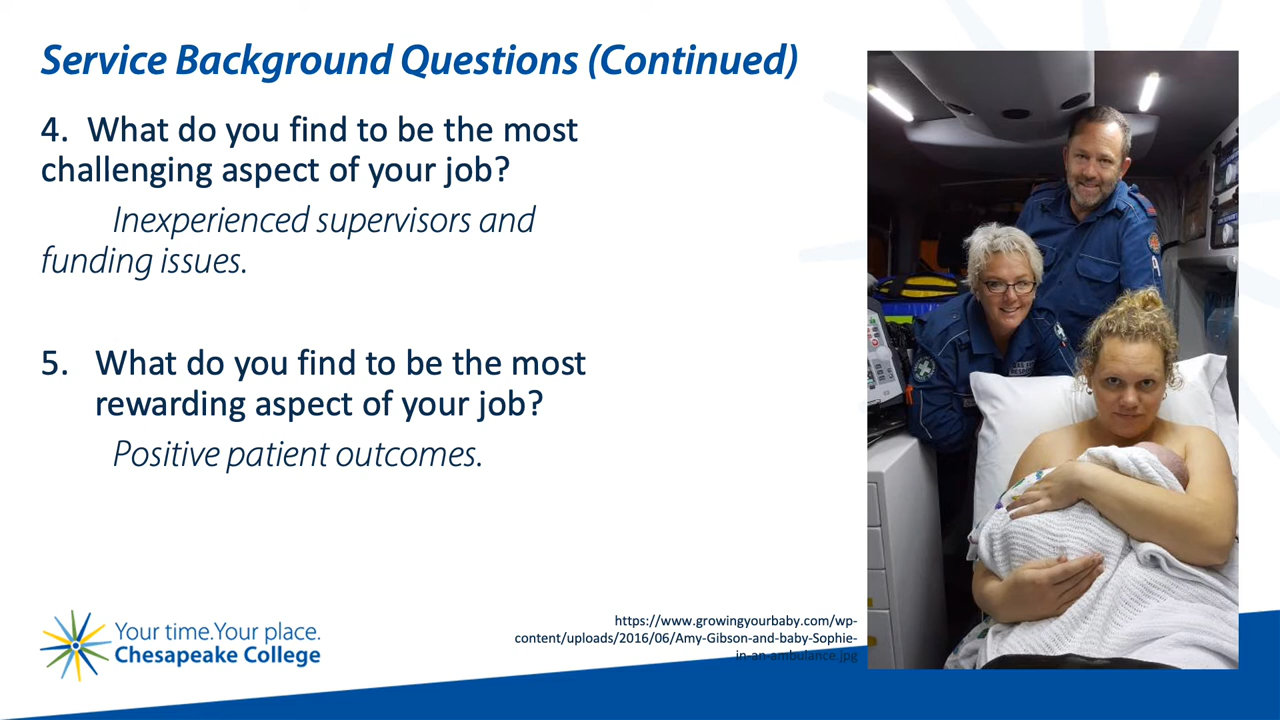 Service Background Questions (Continued)
4. What do you find to be the most
challenging aspect of your job?
Inexperienced supervisors and
funding issues.
5. What do you find to be the most
rewarding aspect of your job?
Positive patient outcomes.
https://www.growingyourbaby.com/wp-
content/uploads/2016/06/Amy-Gibson-and-baby-Sophie-
in-an-ambulance.jpg
Your time.Your place.
Chesapeake College